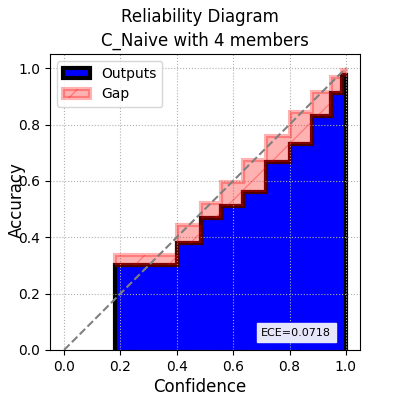 Reliability Diagram
C_Naive with 4 members
Outputs
Gap
1.0
0.8
0.6
0.4
0.2
0.0
Accuracy
ECE=0.0718
0.0 0.2 0.4 0.6 0.8 1.0
Confidence